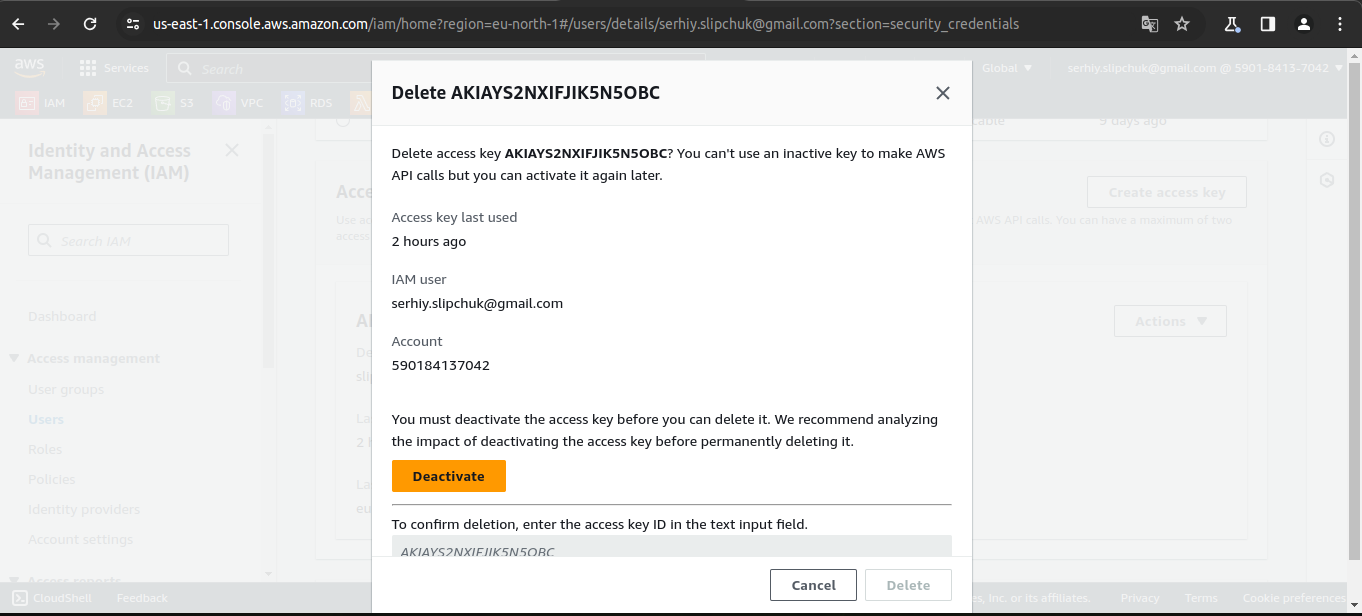 us-east-1.console.aws.amazon.com/iam/home?region=eu-north-1#/users/details/serhiy.slipchuk@gmail.com?section=security_credentials
aws
Services
Search
Global
serhiy.slipchuk@gmail.com @ 5901-8413-7042
IAM
EC2
S3
VPC
RDS
Delete AKIAYS2NXIFJIK5N5OBC
9 days ago
Identity and Access
Management (IAM)
Search IAM
Dashboard
Access management
User groups
Users
Roles
Policies
Identity providers
Account settings
Access reports
Create access key
AWS API calls. You can have a maximum of two
Actions
Delete access key AKIAYS2NXIFJIK5N5OBC? You can't use an inactive key to make AWS
API calls but you can activate it again later.
Access key last used
2 hours ago
IAM user
serhiy.slipchuk@gmail.com
Account
590184137042
You must deactivate the access key before you can delete it. We recommend analyzing
the impact of deactivating the access key before permanently deleting it.
Deactivate
To confirm deletion, enter the access key ID in the text input field.
AKIAYS2NXIFJIK5N5OBC
Cancel
Delete
CloudShell
Feedback
Inc. or its affiliates.
Privacy
Terms
Cookie preferences